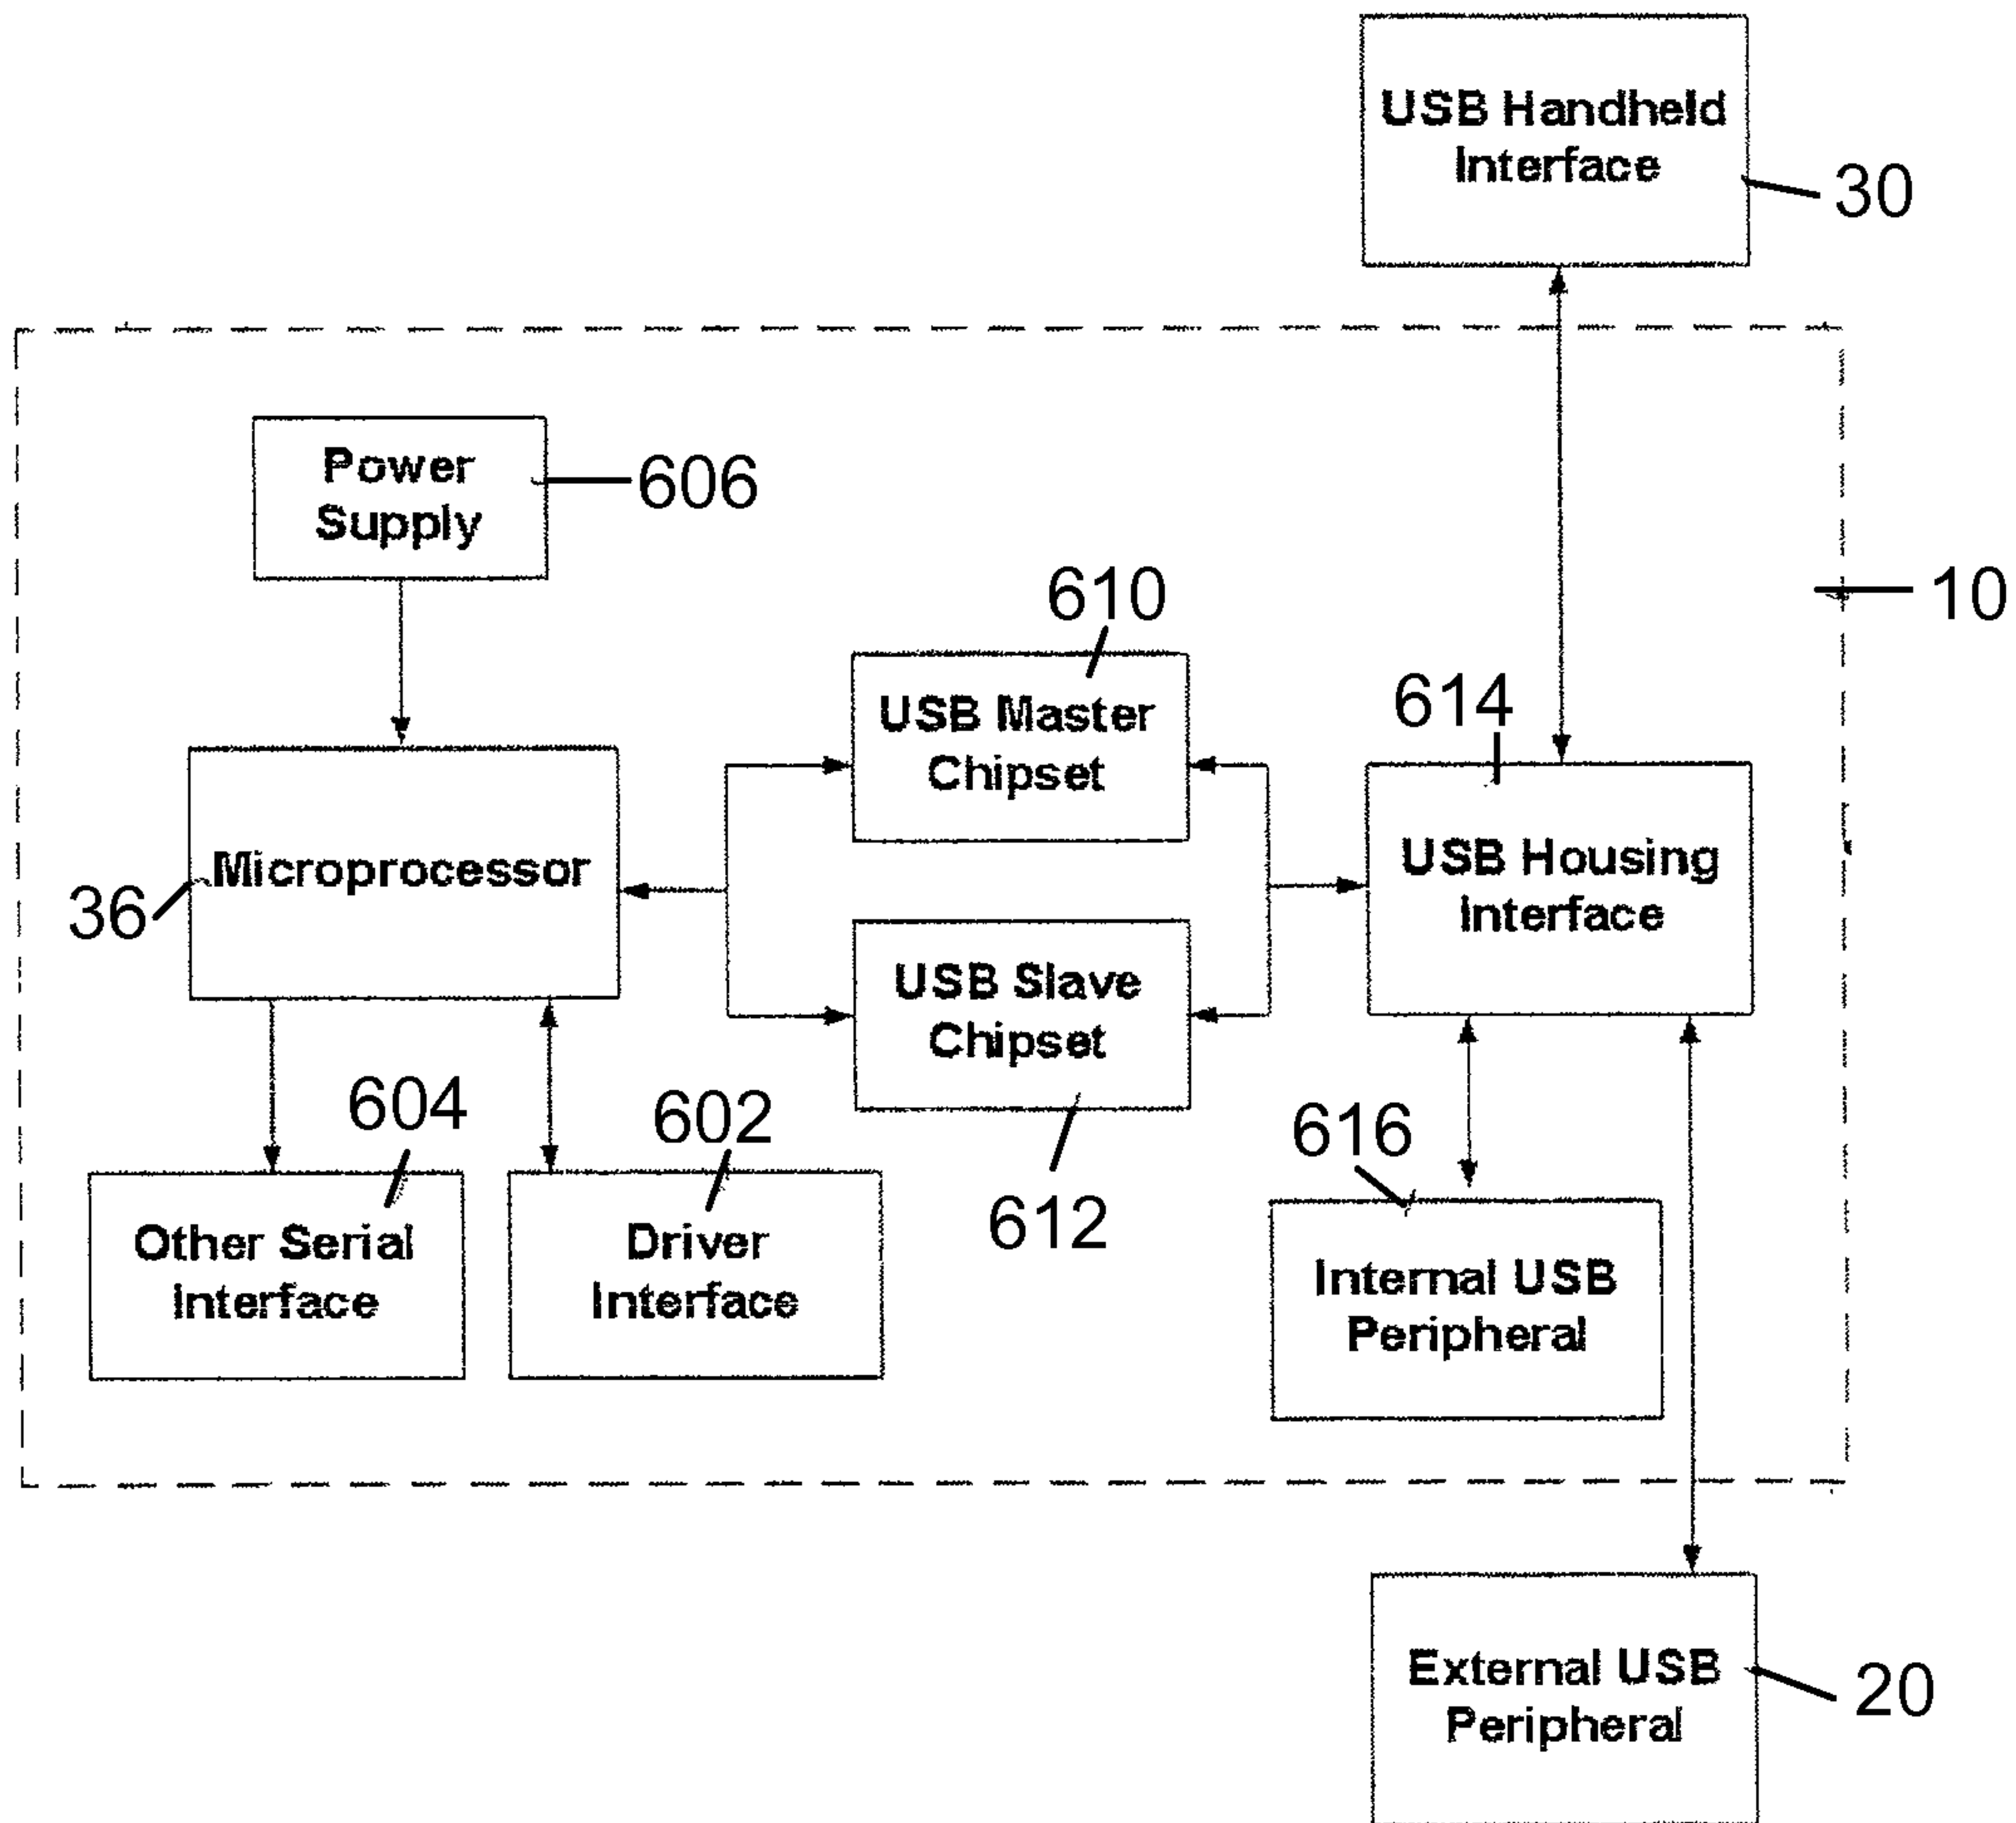 USB Handheld
Interface
30
Power
Supply
606
10
610
USB Master
Chipset
614
Microprocessor
36
USB Housing
Interface
USB Slave
Chipset
612
604
Other Serial
Interface
602
Driver
Interface
616
Internal USB
Peripheral
External USB
Peripheral
20